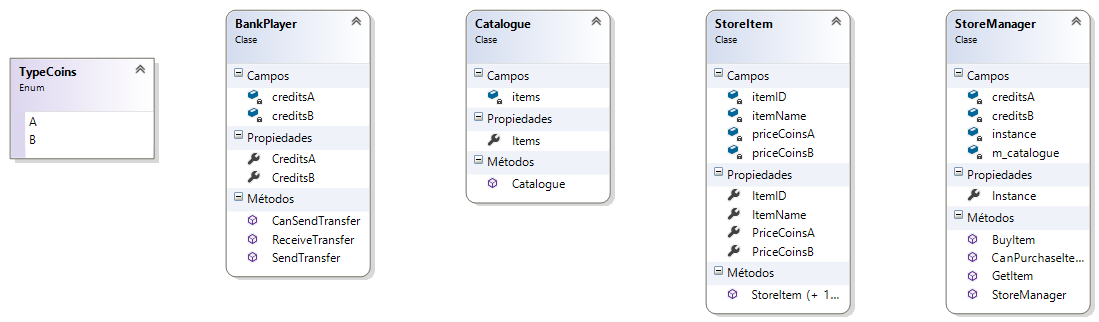 TypeCoins
Enum
A
B
BankPlayer
Clase
Campos
creditsA
creditsB
Propiedades
CreditsA
CreditsB
Métodos
CanSendTransfer
ReceiveTransfer
SendTransfer
Catalogue
Clase
Campos
items
Propiedades
Items
Métodos
Catalogue
StoreItem
Clase
Campos
itemID
itemName
priceCoinsA
priceCoinsB
Propiedades
ItemID
ItemName
PriceCoinsA
PriceCoinsB
Métodos
StoreItem (+ 1...
StoreManager
Clase
Campos
creditsA
creditsB
instance
m_catalogue
Propiedades
Instance
Métodos
BuyItem
CanPurchaseIte...
GetItem
StoreManager